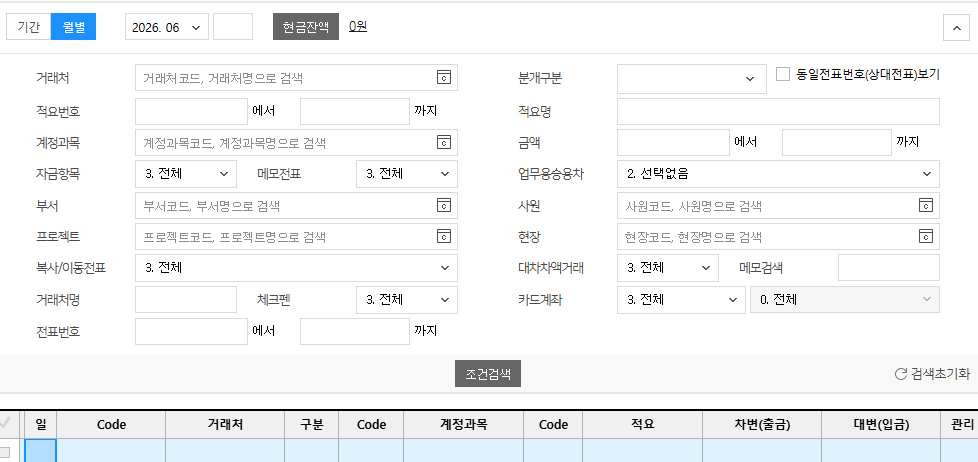 기간 월별 2026. 06 현금잔액 0원
거래처 거래처코드, 거래처명으로 검색 분개구분 동일전표번호(상대전표)보기
적요번호 에서 까지 적요명
계정과목 계정과목코드, 계정과목명으로 검색 금액 에서 까지
자금항목 3. 전체 메모전표 3. 전체 업무용승용차 2. 선택없음
부서 부서코드, 부서명으로 검색 사원 사원코드, 사원명으로 검색
프로젝트 프로젝트코드, 프로젝트명으로 검색 현장 현장코드, 현장명으로 검색
복사/이동전표 3. 전체 대차차액거래 3. 전체 메모검색
거래처명 체크펜 3. 전체 카드계좌 3. 전체 0. 전체
전표번호 에서 까지
조건검색 검색초기화
일 Code 거래처 구분 Code 계정과목 Code 적요 차변(출금) 대변(입금) 관리